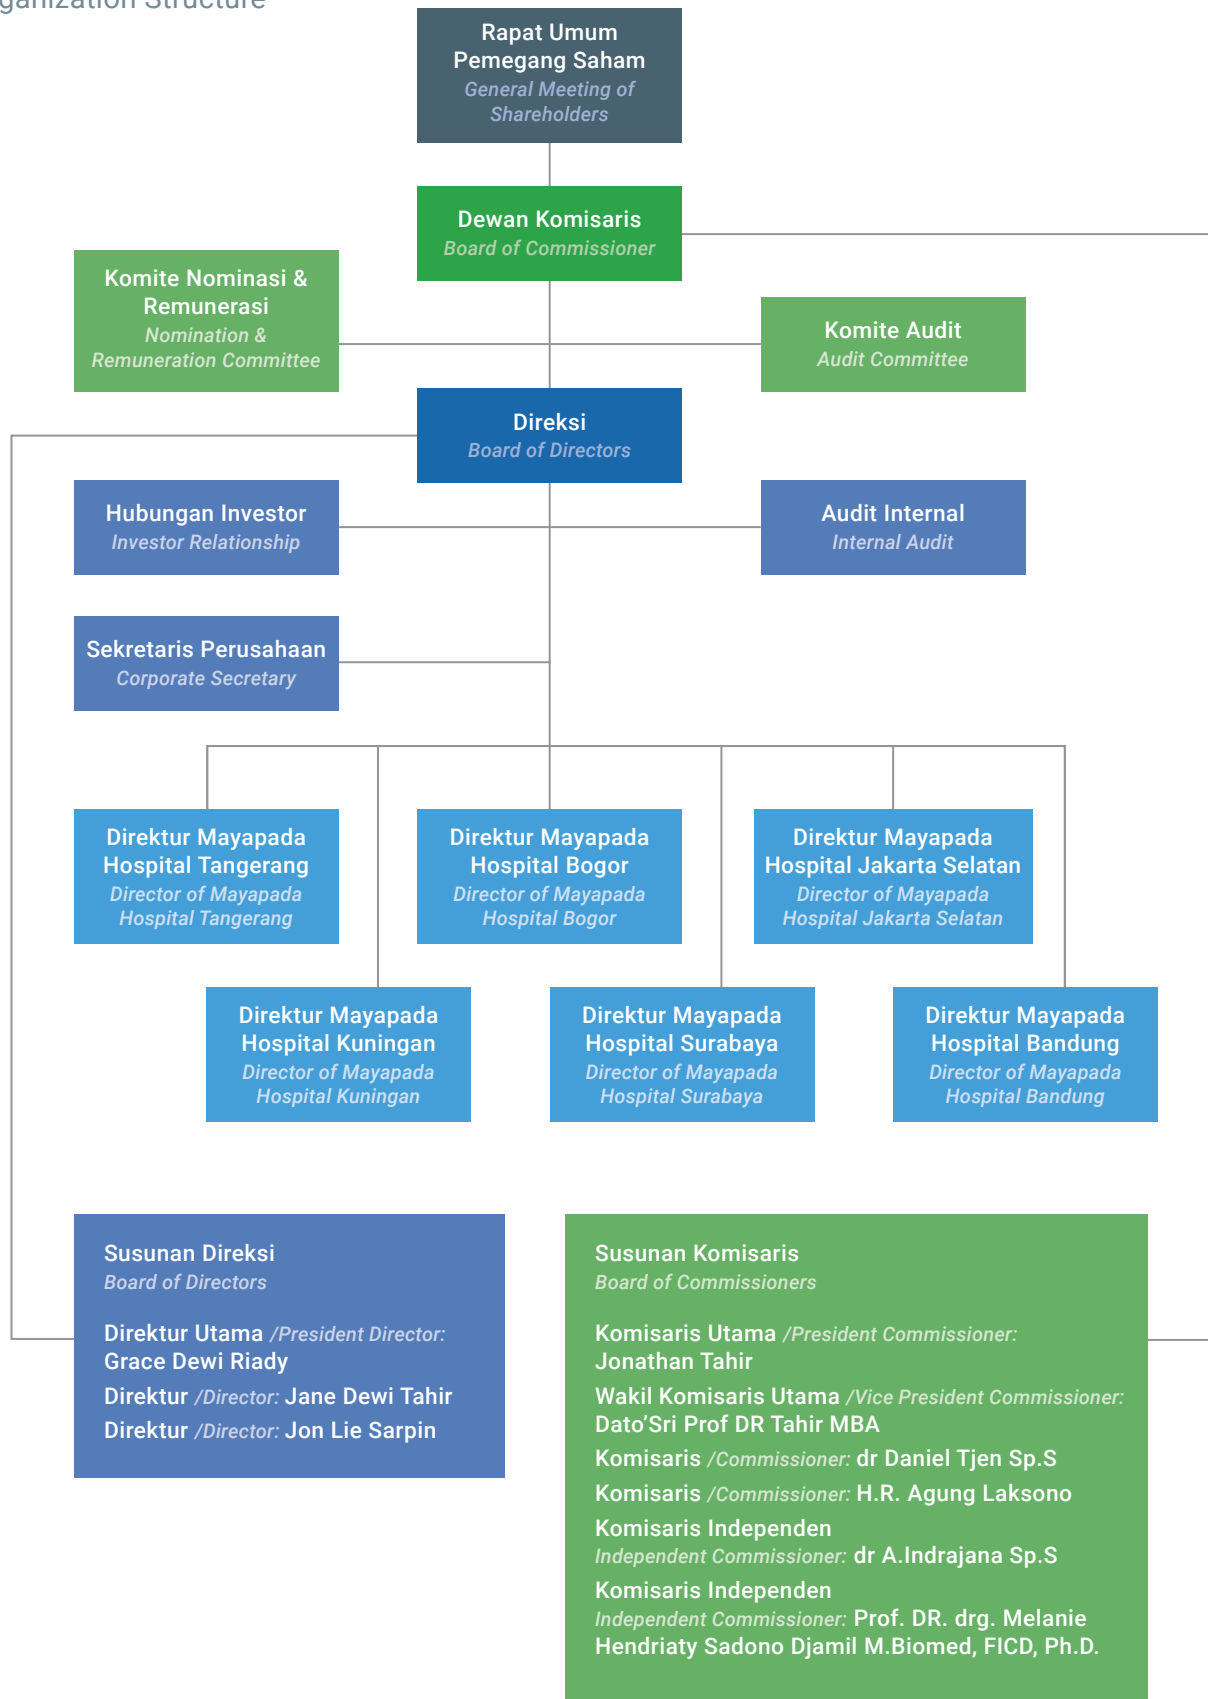 ganization Structure
Rapat Umum
Pemegang Saham
General Meeting of
Shareholders
Dewan Komisaris
Board of Commissioner
Komite Nominasi &
Remunerasi
Nomination &
Remuneration Committee
Komite Audit
Audit Committee
Direksi
Board of Directors
Hubungan Investor
Investor Relationship
Audit Internal
Internal Audit
Sekretaris Perusahaan
Corporate Secretary
Direktur Mayapada
Hospital Tangerang
Director of Mayapada
Hospital Tangerang
Direktur Mayapada
Hospital Bogor
Director of Mayapada
Hospital Bogor
Direktur Mayapada
Hospital Jakarta Selatan
Director of Mayapada
Hospital Jakarta Selatan
Direktur Mayapada
Hospital Kuningan
Director of Mayapada
Hospital Kuningan
Direktur Mayapada
Hospital Surabaya
Director of Mayapada
Hospital Surabaya
Direktur Mayapada
Hospital Bandung
Director of Mayapada
Hospital Bandung
Susunan Direksi
Board of Directors
Direktur Utama /President Director:
Grace Dewi Riady
Direktur /Director: Jane Dewi Tahir
Direktur /Director: Jon Lie Sarpin
Susunan Komisaris
Board of Commissioners
Komisaris Utama /President Commissioner:
Jonathan Tahir
Wakil Komisaris Utama /Vice President Commissioner:
Dato’Sri Prof DR Tahir MBA
Komisaris /Commissioner: dr Daniel Tjen Sp.S
Komisaris /Commissioner: H.R. Agung Laksono
Komisaris Independen
Independent Commissioner: dr A.Indrajana Sp.S
Komisaris Independen
Independent Commissioner: Prof. DR. drg. Melanie
Hendriaty Sadono Djamil M.Biomed, FICD, Ph.D.